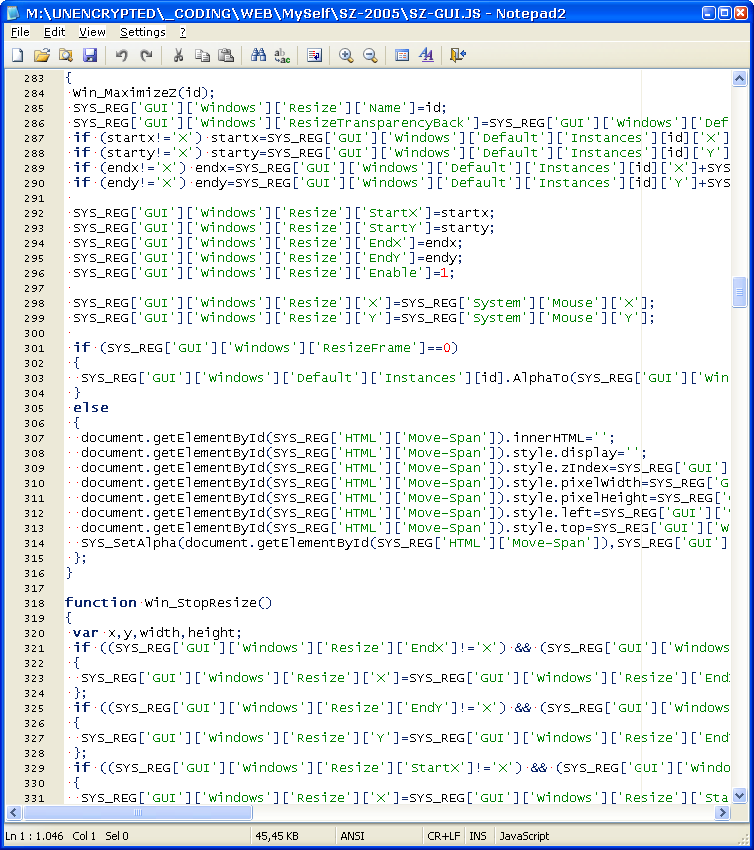 M:\UNENCRYPTED\_CODING\WEB\MySelf\SZ-2005\SZ-GUI.JS - Notepad2
File Edit View Settings ?
283 {
284 Win_MaximizeZ(id);
285 SYS_REG['GUI']['Windows']['Resize']['Name']=id;
286 SYS_REG['GUI']['Windows']['ResizeTransparencyBack']=SYS_REG['GUI']['Windows']['Def
287 if (startx!='X') startx=SYS_REG['GUI']['Windows']['Default']['Instances'][id]['X']
288 if (starty!='X') starty=SYS_REG['GUI']['Windows']['Default']['Instances'][id]['Y']
289 if (endx!='X') endx=SYS_REG['GUI']['Windows']['Default']['Instances'][id]['X']+SYS
290 if (endy!='X') endy=SYS_REG['GUI']['Windows']['Default']['Instances'][id]['Y']+SYS
291
292 SYS_REG['GUI']['Windows']['Resize']['StartX']=startx;
293 SYS_REG['GUI']['Windows']['Resize']['StartY']=starty;
294 SYS_REG['GUI']['Windows']['Resize']['EndX']=endx;
295 SYS_REG['GUI']['Windows']['Resize']['EndY']=endy;
296 SYS_REG['GUI']['Windows']['Resize']['Enable']=1;
297
298 SYS_REG['GUI']['Windows']['Resize']['X']=SYS_REG['System']['Mouse']['X'];
299 SYS_REG['GUI']['Windows']['Resize']['Y']=SYS_REG['System']['Mouse']['Y'];
300
301 if (SYS_REG['GUI']['Windows']['ResizeFrame']==0)
302 {
303 SYS_REG['GUI']['Windows']['Default']['Instances'][id].AlphaTo(SYS_REG['GUI']['Win
304 }
305 else
306 {
307 document.getElementById(SYS_REG['HTML']['Move-Span']).innerHTML='';
308 document.getElementById(SYS_REG['HTML']['Move-Span']).style.display='';
309 document.getElementById(SYS_REG['HTML']['Move-Span']).style.zIndex=SYS_REG['GUI']
310 document.getElementById(SYS_REG['HTML']['Move-Span']).style.pixelWidth=SYS_REG['G
311 document.getElementById(SYS_REG['HTML']['Move-Span']).style.pixelHeight=SYS_REG['
312 document.getElementById(SYS_REG['HTML']['Move-Span']).style.left=SYS_REG['GUI']['
313 document.getElementById(SYS_REG['HTML']['Move-Span']).style.top=SYS_REG['GUI']['W
314 SYS_SetAlpha(document.getElementById(SYS_REG['HTML']['Move-Span']),SYS_REG['GUI']
315 };
316 }
317
318 function Win_StopResize()
319 {
320 var x,y,width,height;
321 if ((SYS_REG['GUI']['Windows']['Resize']['EndX']!='X') && (SYS_REG['GUI']['Windows
322 {
323 SYS_REG['GUI']['Windows']['Resize']['X']=SYS_REG['GUI']['Windows']['Resize']['End
324 };
325 if ((SYS_REG['GUI']['Windows']['Resize']['EndY']!='X') && (SYS_REG['GUI']['Windows
326 {
327 SYS_REG['GUI']['Windows']['Resize']['Y']=SYS_REG['GUI']['Windows']['Resize']['End
328 };
329 if ((SYS_REG['GUI']['Windows']['Resize']['StartX']!='X') && (SYS_REG['GUI']['Windo
330 {
331 SYS_REG['GUI']['Windows']['Resize']['X']=SYS_REG['GUI']['Windows']['Resize']['Sta
Ln 1 : 1.046 Col 1 Sel 0 45,45 KB ANSI CR+LF INS JavaScript